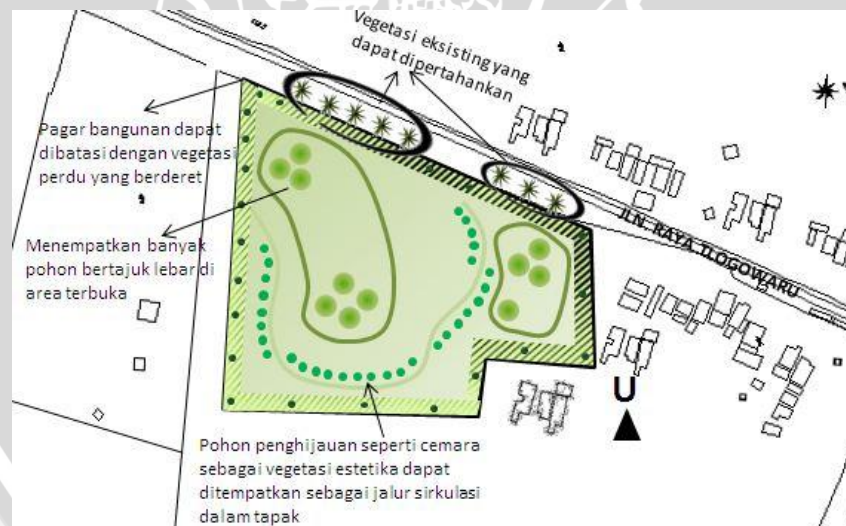 Vegetasi eksisting yang
dapat dipertahankan
Pagar bangunan dapat
dibatasi dengan vegetasi
perdu yang berderet
Menempatkan banyak
pohon bertajuk lebar di
area terbuka
JLN. RAYA TLOGOWARU
U
Pohon penghijauan seperti cemara
sebagai vegetasi estetika dapat
ditempatkan sebagai jalur sirkulasi
dalam tapak